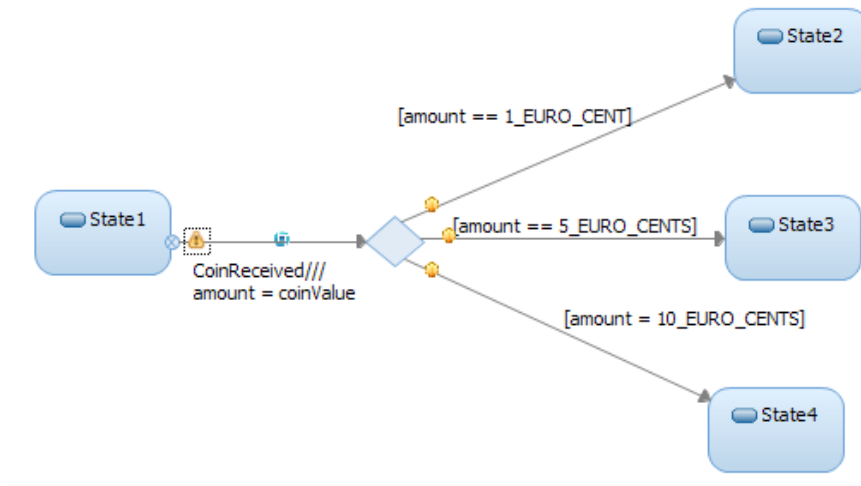 State2
[amount == 1_EURO_CENT]
State1
[amount == 5_EURO_CENTS]
State3
CoinReceived///
amount = coinValue
[amount = 10_EURO_CENTS]
State4